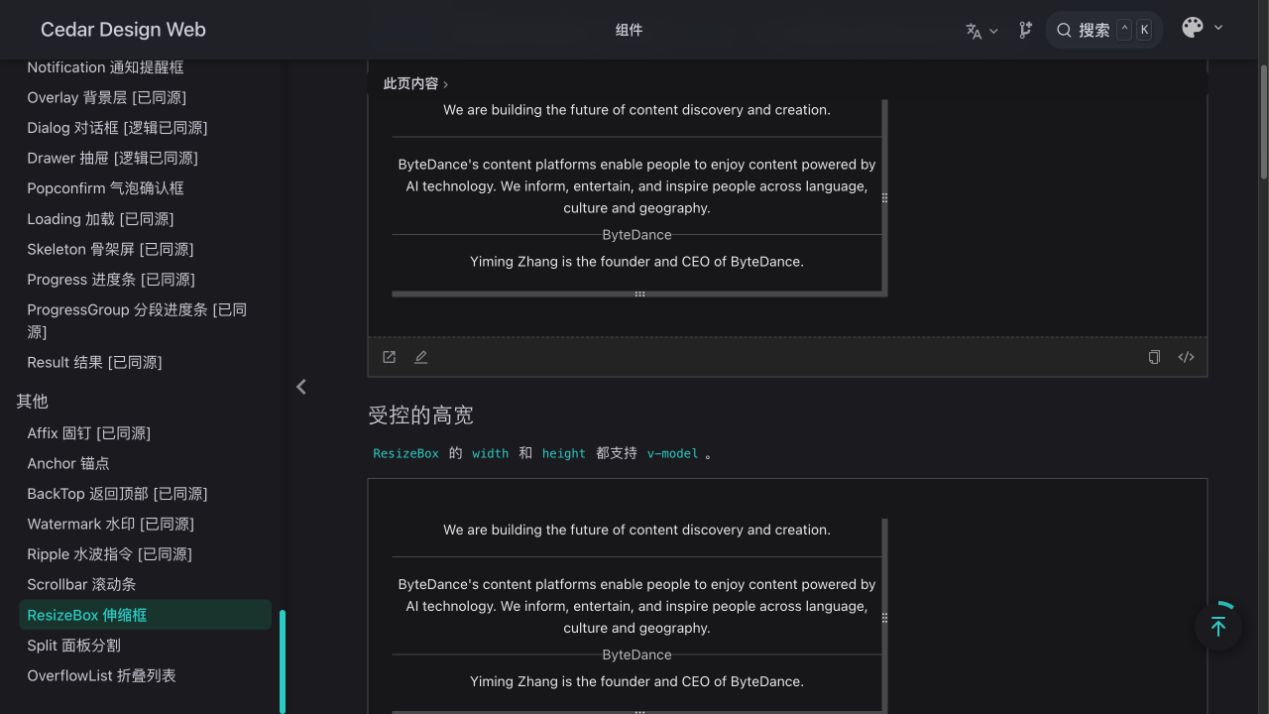 Cedar Design Web
组件
搜索 ^ K
Notification 通知提醒框
Overlay 背景层 [已同源]
Dialog 对话框 [逻辑已同源]
Drawer 抽屉 [逻辑已同源]
Popconfirm 气泡确认框
Loading 加载 [已同源]
Skeleton 骨架屏 [已同源]
Progress 进度条 [已同源]
ProgressGroup 分段进度条 [已同
源]
Result 结果 [已同源]
其他
Affix 固钉 [已同源]
Anchor 锚点
BackTop 返回顶部 [已同源]
Watermark 水印 [已同源]
Ripple 水波指令 [已同源]
Scrollbar 滚动条
ResizeBox 伸缩框
Split 面板分割
OverflowList 折叠列表
此页内容 ›
We are building the future of content discovery and creation.
ByteDance's content platforms enable people to enjoy content powered by
AI technology. We inform, entertain, and inspire people across language,
culture and geography.
ByteDance
Yiming Zhang is the founder and CEO of ByteDance.
受控的高宽
ResizeBox 的 width 和 height 都支持 v-model 。
We are building the future of content discovery and creation.
ByteDance's content platforms enable people to enjoy content powered by
AI technology. We inform, entertain, and inspire people across language,
culture and geography.
ByteDance
Yiming Zhang is the founder and CEO of ByteDance.